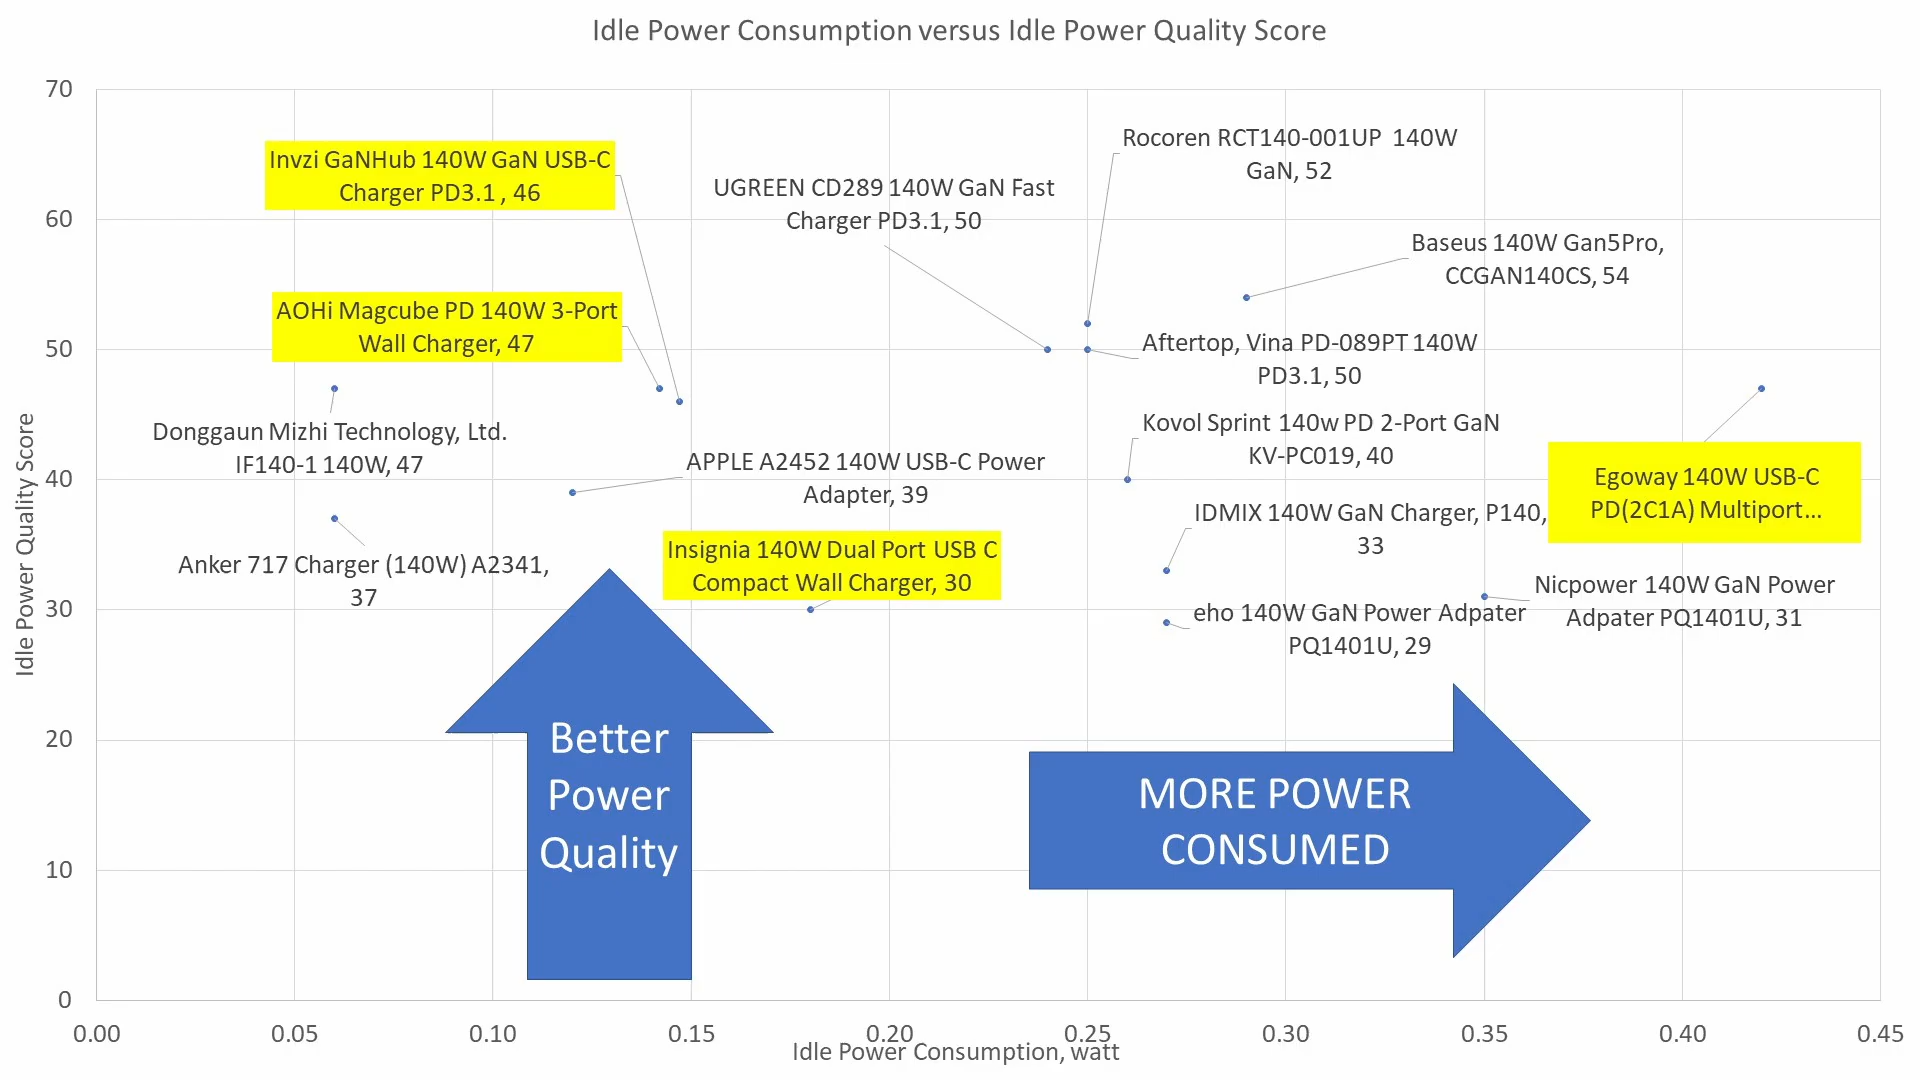 Idle Power Consumption versus Idle Power Quality Score
70
60
50
40
30
20
10
0
Idle Power Quality Score
Invzi GaNHub 140W GaN USB-C
Charger PD3.1 , 46
AOHi Magcube PD 140W 3-Port
Wall Charger, 47
Donggaun Mizhi Technology, Ltd.
IF140-1 140W, 47
Anker 717 Charger (140W) A2341,
37
UGREEN CD289 140W GaN Fast
Charger PD3.1, 50
APPLE A2452 140W USB-C Power
Adapter, 39
Insignia 140W Dual Port USB C
Compact Wall Charger, 30
Rocoren RCT140-001UP 140W
GaN, 52
Baseus 140W Gan5Pro,
CCGAN140CS, 54
Aftertop, Vina PD-089PT 140W
PD3.1, 50
Kovol Sprint 140w PD 2-Port GaN
KV-PC019, 40
IDMIX 140W GaN Charger, P140,
33
eho 140W GaN Power Adpater
PQ1401U, 29
Egoway 140W USB-C
PD(2C1A) Multiport...
Nicpower 140W GaN Power
Adpater PQ1401U, 31
Better
Power
Quality
MORE POWER
CONSUMED
0.00 0.05 0.10 0.15 0.20 0.25 0.30 0.35 0.40 0.45
Idle Power Consumption, watt